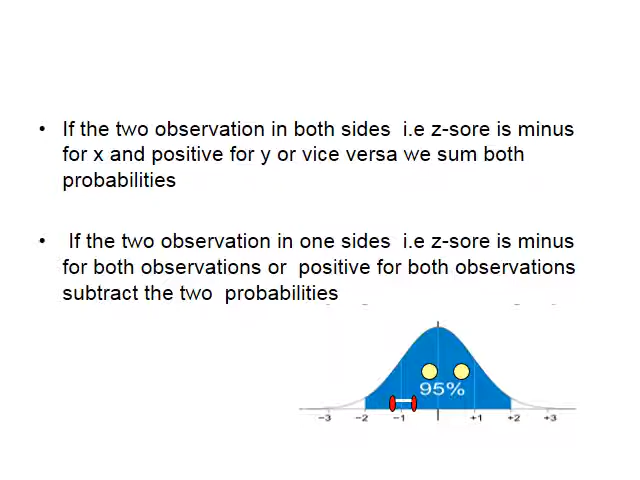 • If the two observation in both sides i.e z-sore is minus
for x and positive for y or vice versa we sum both
probabilities
• If the two observation in one sides i.e z-sore is minus
for both observations or positive for both observations
subtract the two probabilities
95%
−3 −2 −1 +1 +2 +3